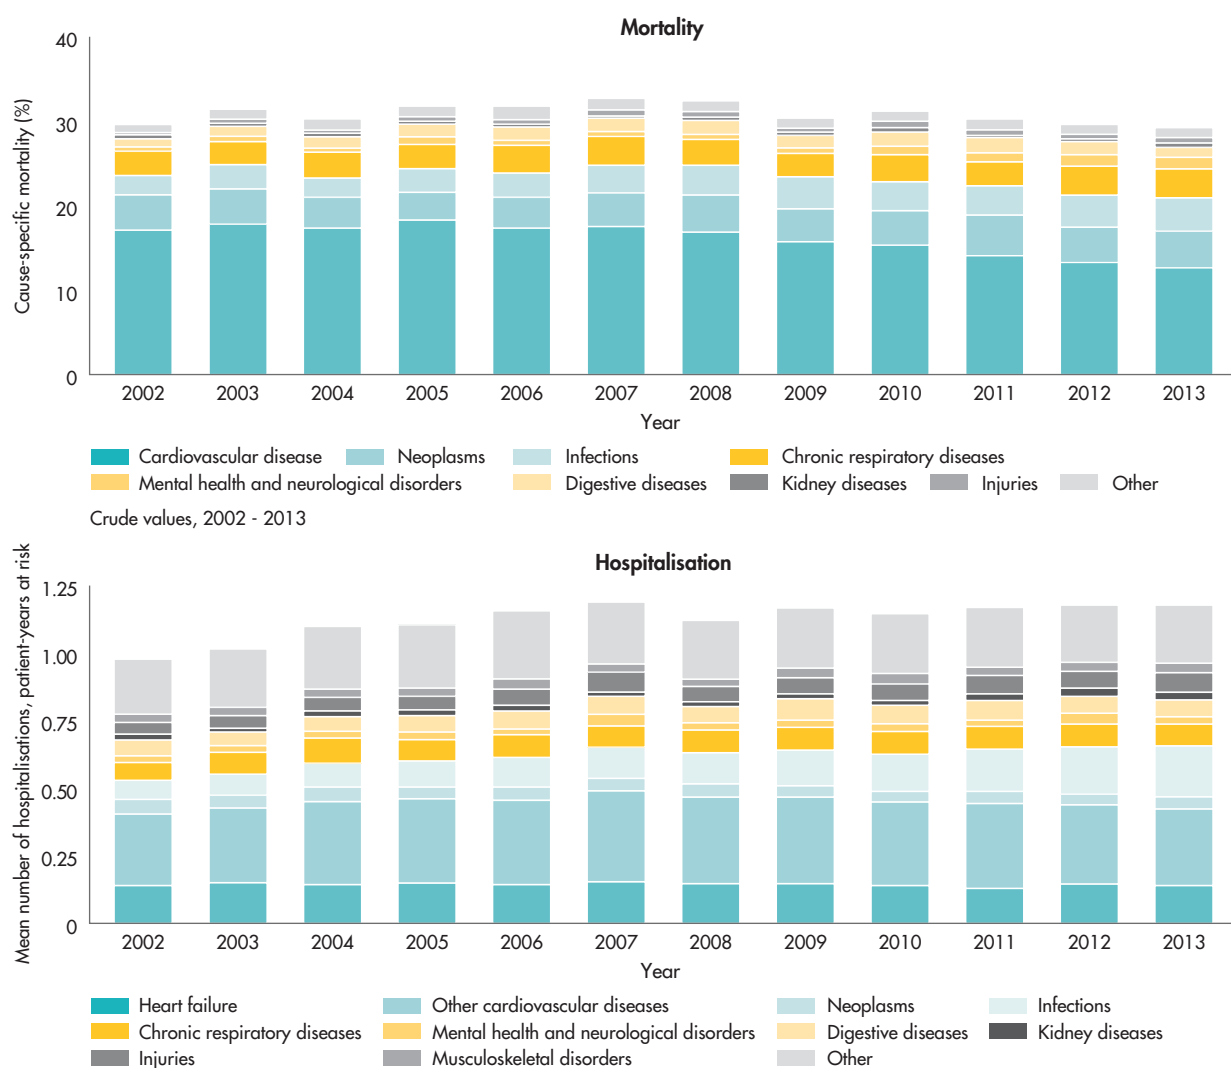 Mortality
Cause-specific mortality (%)
40
30
20
10
0
2002 2003 2004 2005 2006 2007 2008 2009 2010 2011 2012 2013
Year
Cardiovascular disease Neoplasms Infections Chronic respiratory diseases
Mental health and neurological disorders Digestive diseases Kidney diseases Injuries Other
Crude values, 2002 - 2013
Hospitalisation
Mean number of hospitalisations, patient-years at risk
1.25
1.00
0.75
0.50
0.25
0
2002 2003 2004 2005 2006 2007 2008 2009 2010 2011 2012 2013
Year
Heart failure Other cardiovascular diseases Neoplasms Infections
Chronic respiratory diseases Mental health and neurological disorders Digestive diseases Kidney diseases
Injuries Musculoskeletal disorders Other